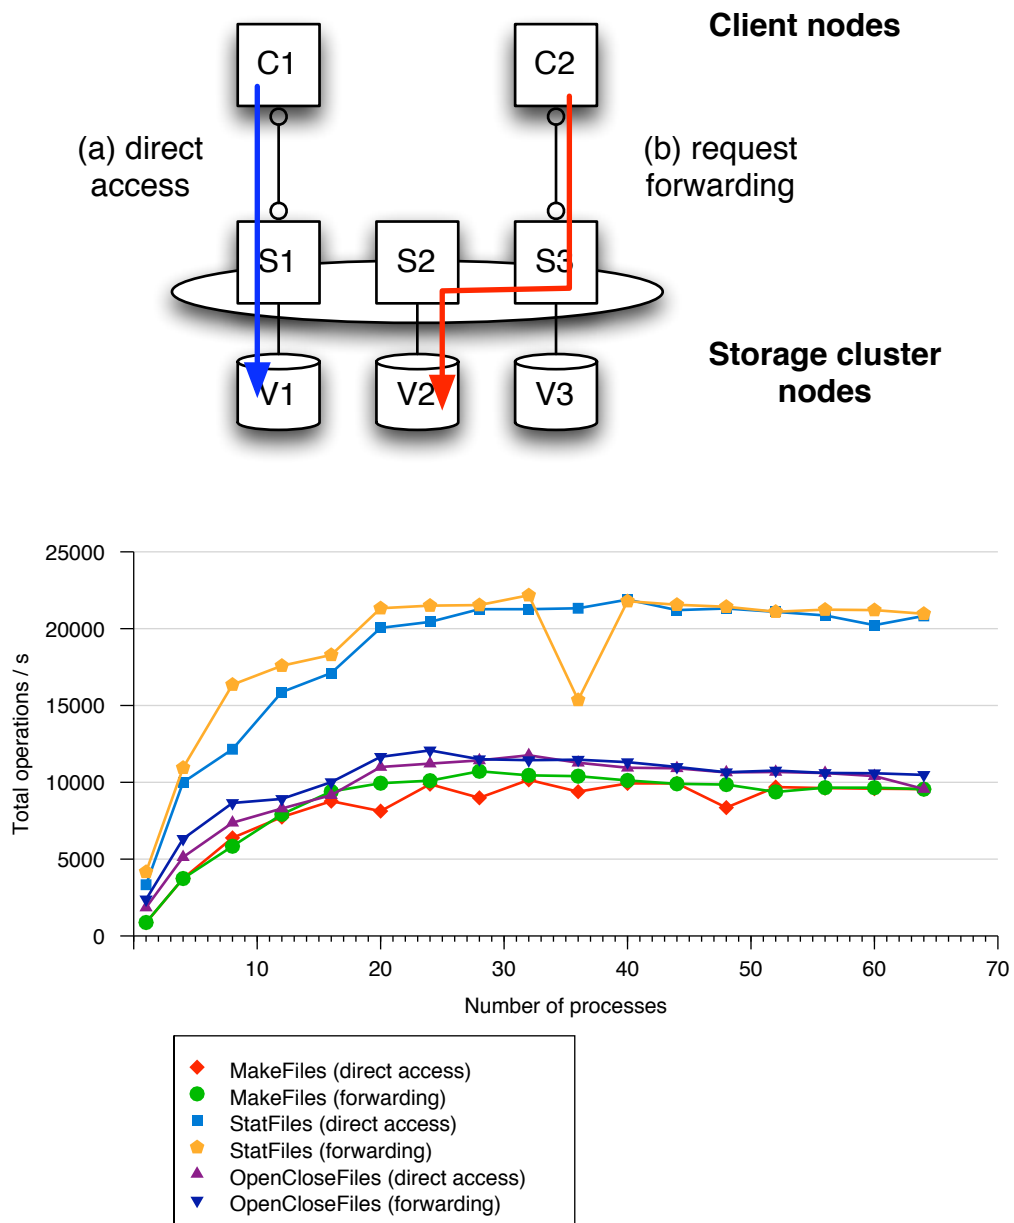 Client nodes
C1
C2
(a) direct
access
(b) request
forwarding
S1
S2
S3
Storage cluster
nodes
V1
V2
V3
25000
20000
15000
10000
5000
0
Total operations / s
10
20
30
40
50
60
70
Number of processes
MakeFiles (direct access)
MakeFiles (forwarding)
StatFiles (direct access)
StatFiles (forwarding)
OpenCloseFiles (direct access)
OpenCloseFiles (forwarding)